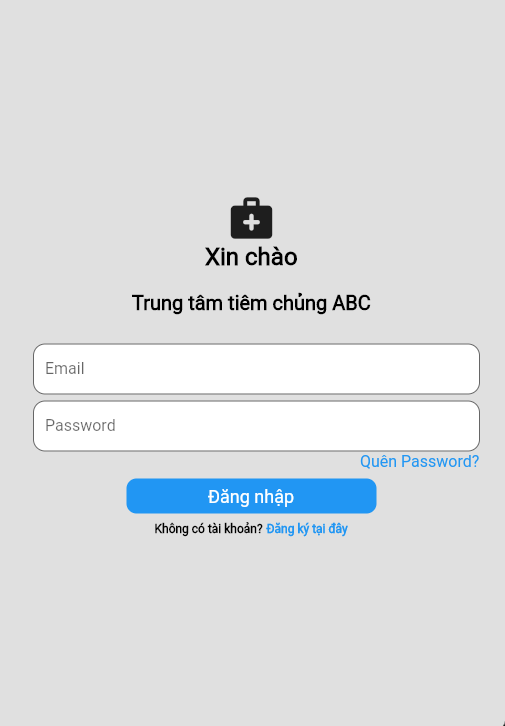 Xin chào
Trung tâm tiêm chủng ABC
Email
Password
Quên Password?
Đăng nhập
Không có tài khoản? Đăng ký tại đây